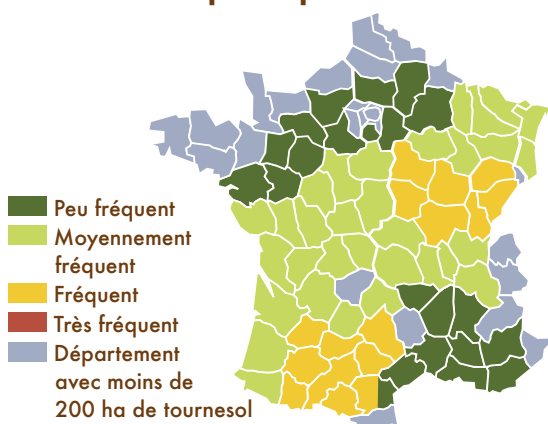 Peu fréquent
Moyennement
fréquent
Fréquent
Très fréquent
Département
avec moins de
200 ha de tournesol